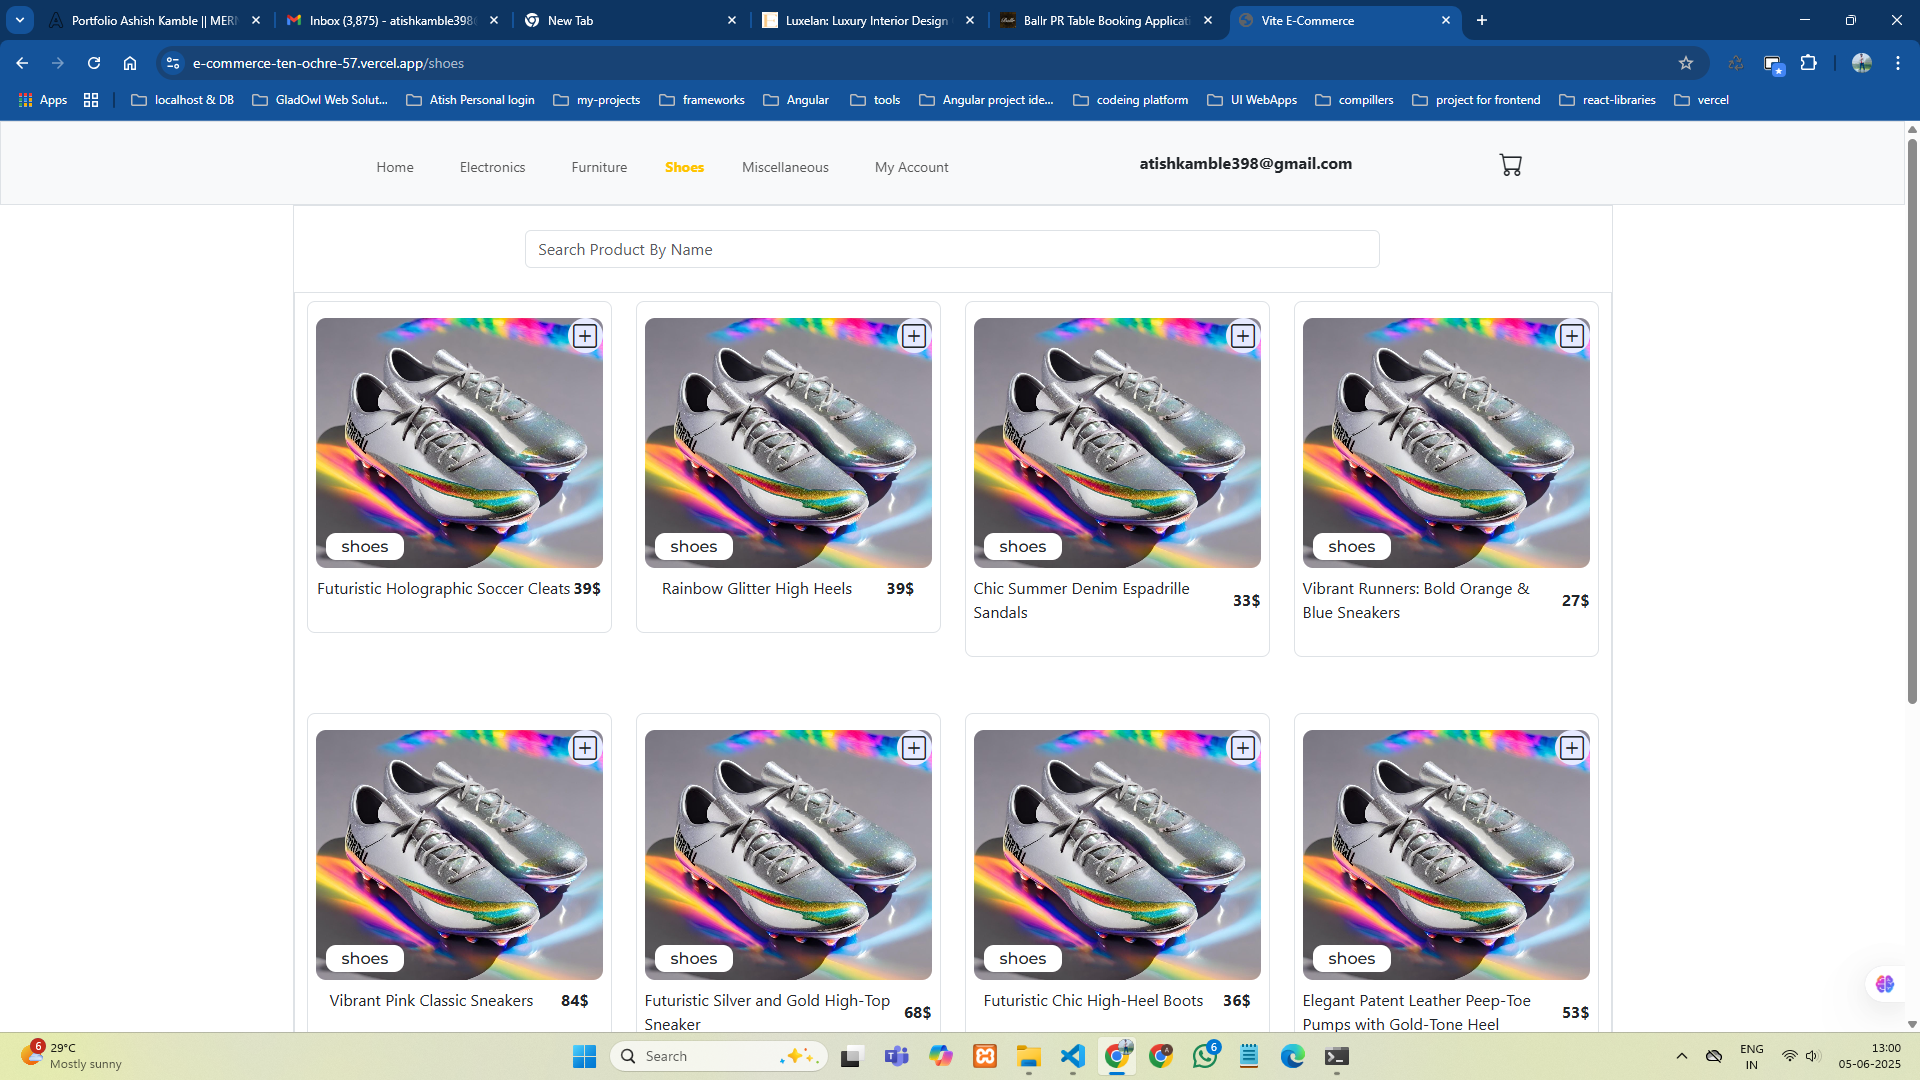 Portfolio Ashish Kamble || MERN
Inbox (3,875) - atishkamble398@
New Tab
Luxelan: Luxury Interior Design
Ballr PR Table Booking Applicati
Vite E-Commerce
e-commerce-ten-ochre-57.vercel.app/shoes
Apps
localhost & DB
GladOwl Web Solut...
Atish Personal login
my-projects
frameworks
Angular
tools
Angular project ide...
codeing platform
UI WebApps
compillers
project for frontend
react-libraries
vercel
Home
Electronics
Furniture
Shoes
Miscellaneous
My Account
atishkamble398@gmail.com
Search Product By Name
shoes
shoes
shoes
shoes
Futuristic Holographic Soccer Cleats 39$
Rainbow Glitter High Heels 39$
Chic Summer Denim Espadrille
Sandals
33$
Vibrant Runners: Bold Orange &
Blue Sneakers
27$
shoes
shoes
shoes
shoes
Vibrant Pink Classic Sneakers 84$
Futuristic Silver and Gold High-Top
Sneaker
68$
Futuristic Chic High-Heel Boots 36$
Elegant Patent Leather Peep-Toe
Pumps with Gold-Tone Heel
53$
6
29°C
Mostly sunny
Search
6
ENG
IN
13:00
05-06-2025